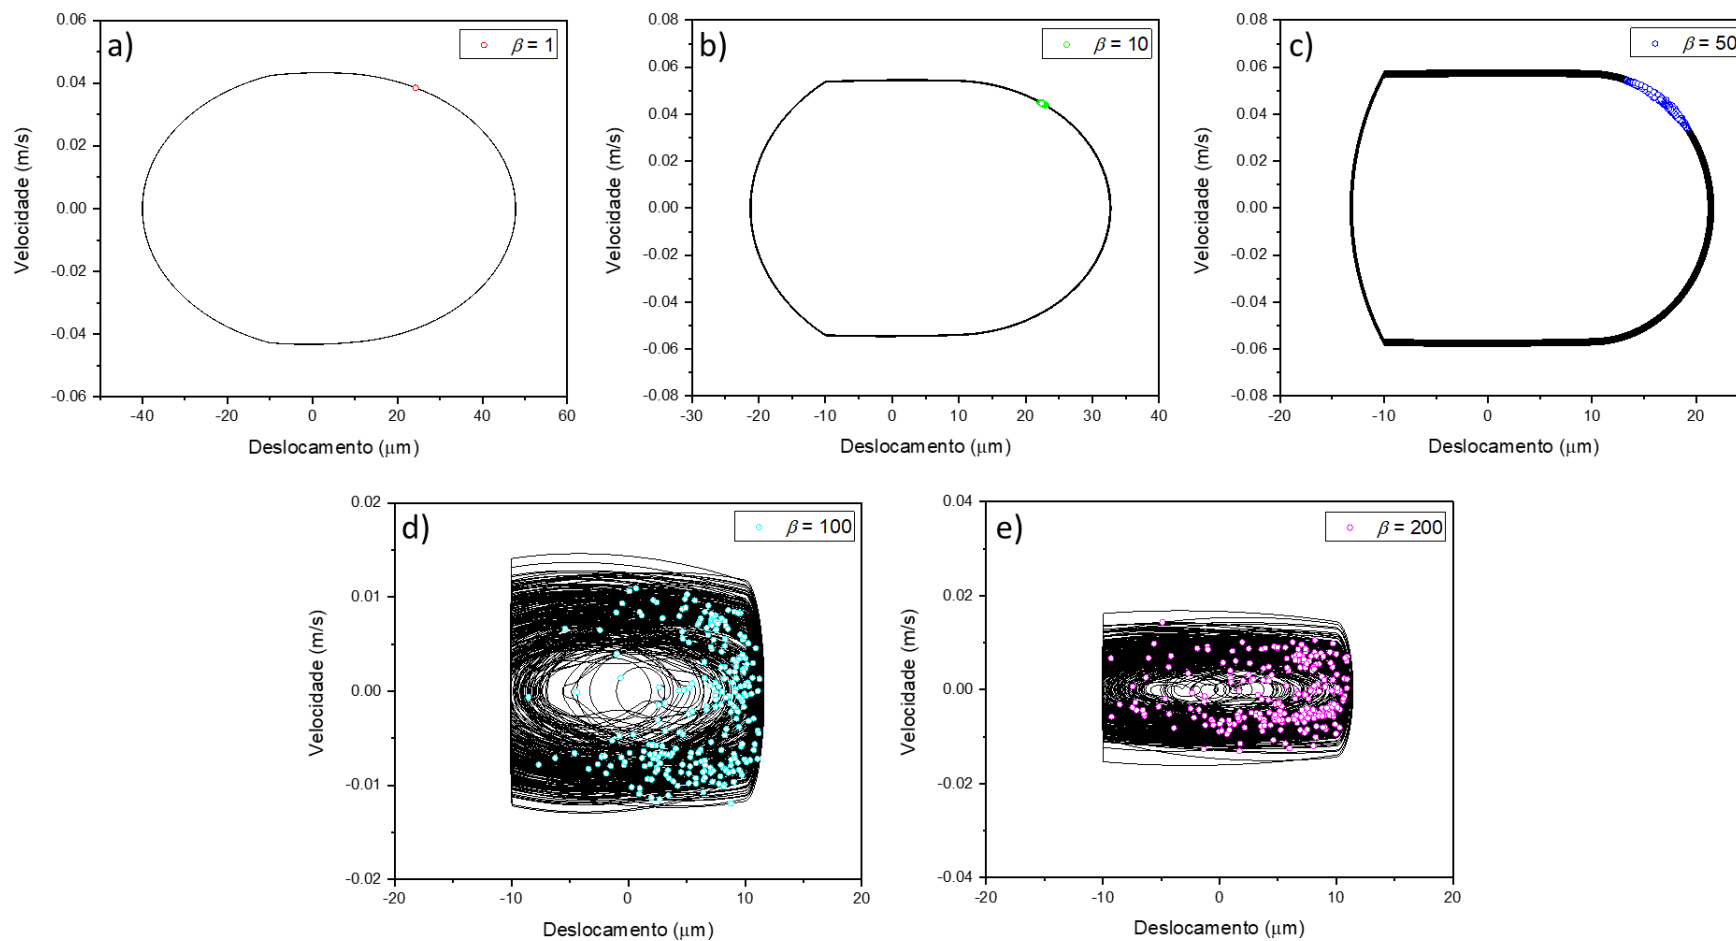 a)
β = 1
0.06
0.04
0.02
0.00
-0.02
-0.04
-0.06
Velocidade (m/s)
-40 -20 0 20 40 60
Deslocamento (μm)
b)
β = 10
0.08
0.06
0.04
0.02
0.00
-0.02
-0.04
-0.06
-0.08
Velocidade (m/s)
-30 -20 -10 0 10 20 30 40
Deslocamento (μm)
c)
β = 50
0.08
0.06
0.04
0.02
0.00
-0.02
-0.04
-0.06
-0.08
Velocidade (m/s)
-20 -10 0 10 20
Deslocamento (μm)
d)
β = 100
0.02
0.01
0.00
-0.01
-0.02
Velocidade (m/s)
-20 -10 0 10 20
Deslocamento (μm)
e)
β = 200
0.04
0.02
0.00
-0.02
-0.04
Velocidade (m/s)
-20 -10 0 10 20
Deslocamento (μm)